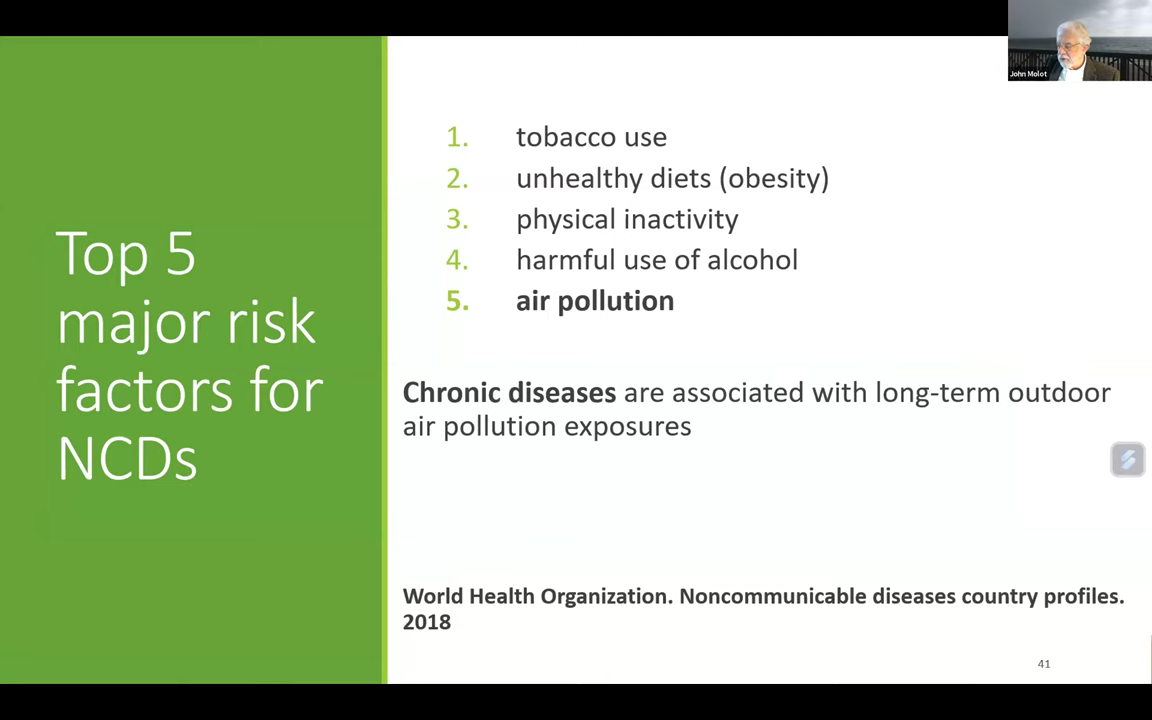 John Molot
Top 5
major risk
factors for
NCDs
1. tobacco use
2. unhealthy diets (obesity)
3. physical inactivity
4. harmful use of alcohol
5. air pollution
Chronic diseases are associated with long-term outdoor
air pollution exposures
World Health Organization. Noncommunicable diseases country profiles.
2018
41